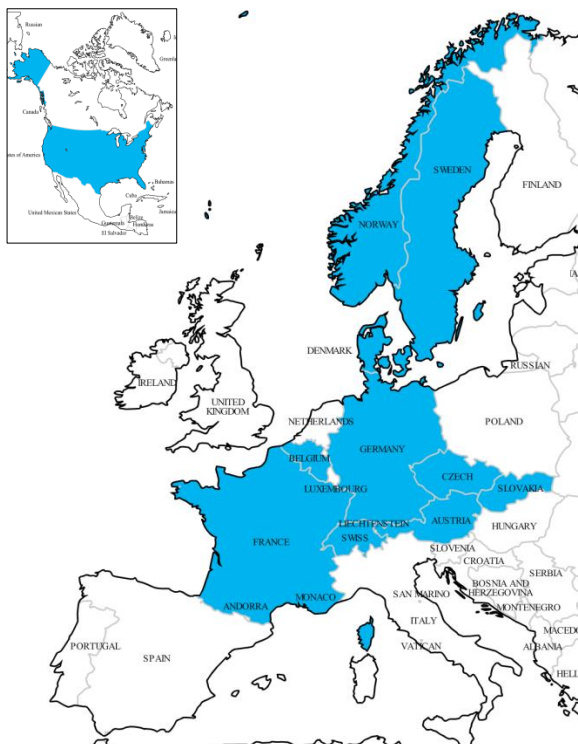 Russian
Greenla
Canada
tes of America
Bahamas
Cuba
Jamaica
United Mexican States
Belize
Guatemala
Honduras
El Salvador
SWEDEN
FINLAND
NORWAY
DENMARK
RUSSIAN
IRELAND
UNITED
KINGDOM
NETHERLANDS
POLAND
BELGIUM
GERMANY
CZECH
LUXEMBOURG
SLOVAKIA
LIECHTENSTEIN
AUSTRIA
HUNGARY
FRANCE
SWISS
SLOVENIA
CROATIA
SERBIA
BOSNIA AND
HERZEGOVINA
MONACO
SAN MARINO
ANDORRA
MONTENEGRO
ITALY
MACEDO
PORTUGAL
SPAIN
VATICAN
ALBANIA
HELL